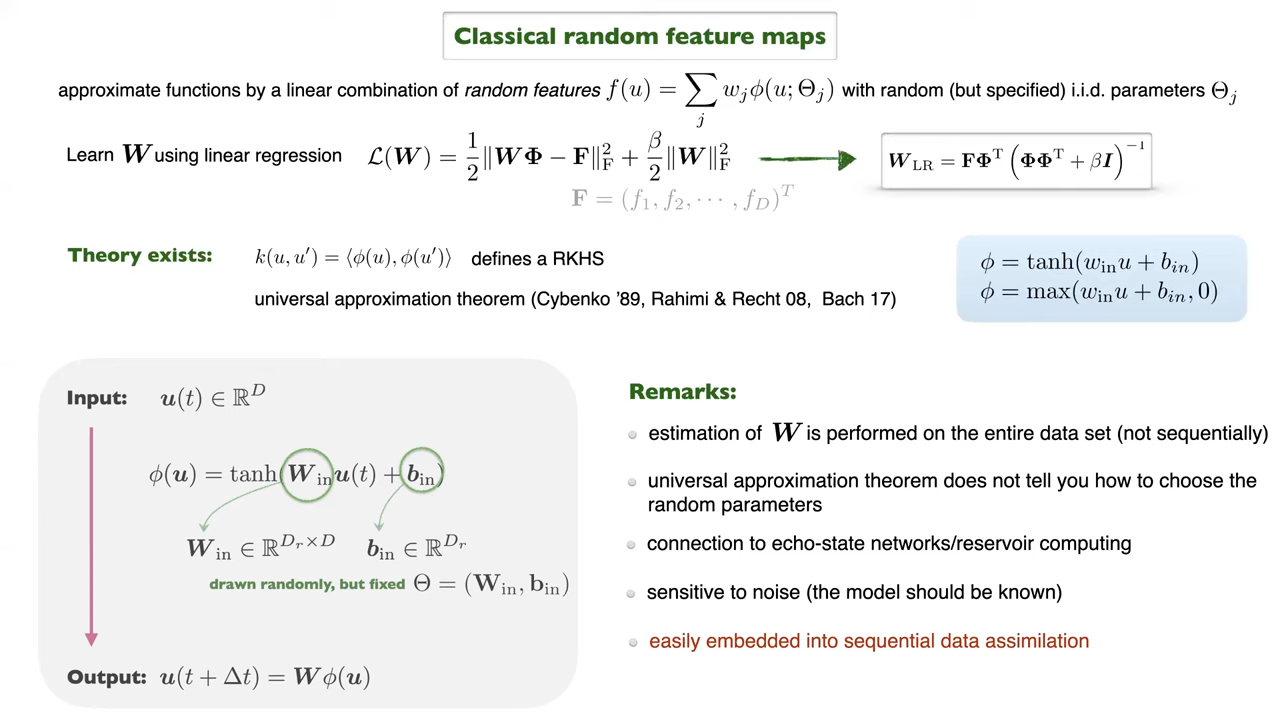 Classical random feature maps
approximate functions by a linear combination of random features f(u) = ∑_j w_j ϕ(u; Θ_j) with random (but specified) i.i.d. parameters Θ_j
Learn W using linear regression L(W) = 1/2 ‖WΦ − F‖²_F + β/2 ‖W‖²_F
W_LR = FΦ^T (ΦΦ^T + βI)^−1
F = (f_1, f_2, ⋯ , f_D)^T
Theory exists: k(u, u′) = ⟨ϕ(u), ϕ(u′)⟩ defines a RKHS
universal approximation theorem (Cybenko '89, Rahimi & Recht 08, Bach 17)
ϕ = tanh(w_in u + b_in)
ϕ = max(w_in u + b_in, 0)
Input: u(t) ∈ ℝ^D
ϕ(u) = tanh(W_in u(t) + b_in)
W_in ∈ ℝ^{D_r×D} b_in ∈ ℝ^{D_r}
drawn randomly, but fixed Θ = (W_in, b_in)
Output: u(t + Δt) = Wϕ(u)
Remarks:
estimation of W is performed on the entire data set (not sequentially)
universal approximation theorem does not tell you how to choose the
random parameters
connection to echo-state networks/reservoir computing
sensitive to noise (the model should be known)
easily embedded into sequential data assimilation